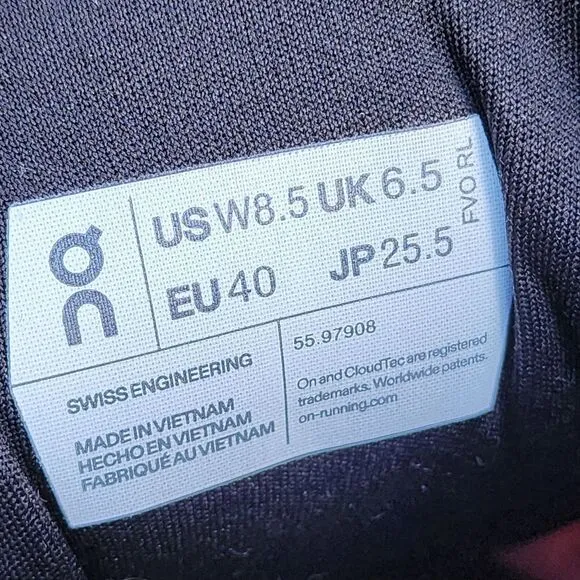 On
US W8.5 UK 6.5
EU 40 JP 25.5
FVO RL
SWISS ENGINEERING
MADE IN VIETNAM
HECHO EN VIETNAM
FABRIQUÉ AU VIETNAM
55.97908
On and CloudTec are registered
trademarks. Worldwide patents.
on-running.com